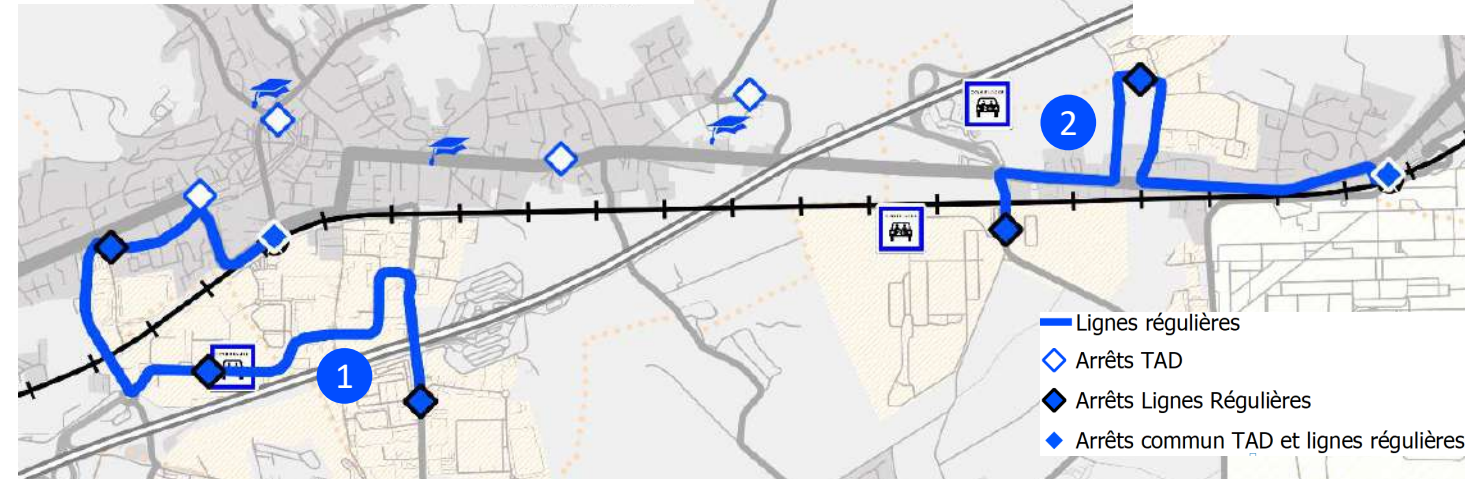 2
1
Lignes régulières
Arrêts TAD
Arrêts Lignes Régulières
Arrêts commun TAD et lignes régulières